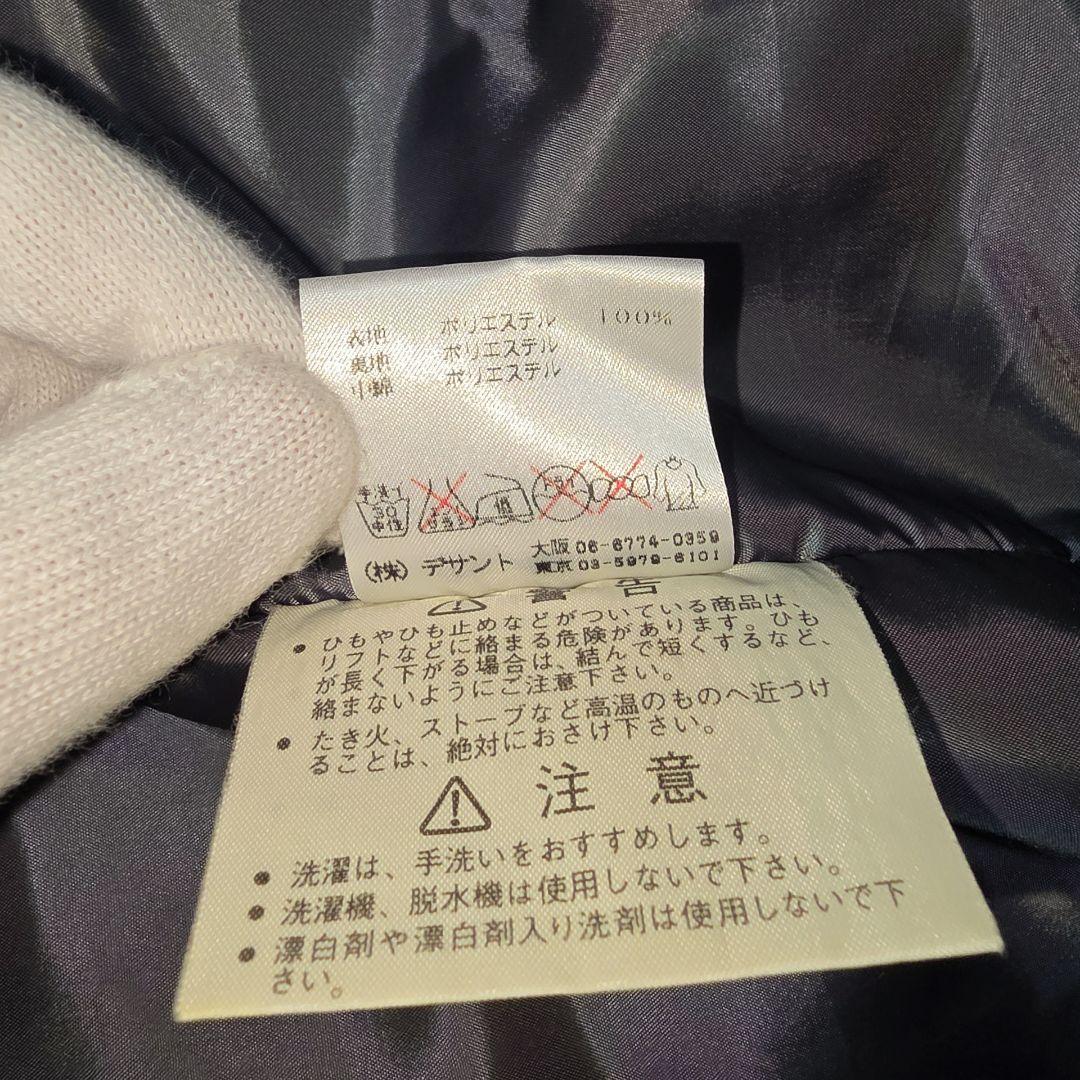 表地 ポリエステル 100%
裏地 ポリエステル
中綿 ポリエステル
手洗イ
30
中性
低
ドライ
(株) デサント 大阪 06-6774-0359
東京 03-5979-6101
警告
• ひもやひも止めなどがついている商品は、
リフトなどに絡まる危険があります。ひも
が長く下がる場合は、結んで短くするなど、
絡まないようにご注意下さい。
• たき火、ストーブなど高温のものへ近づけ
ることは、絶対におさけ下さい。
注意
• 洗濯は、手洗いをおすすめします。
• 洗濯機、脱水機は使用しないで下さい。
• 漂白剤や漂白剤入り洗剤は使用しないで下
さい。